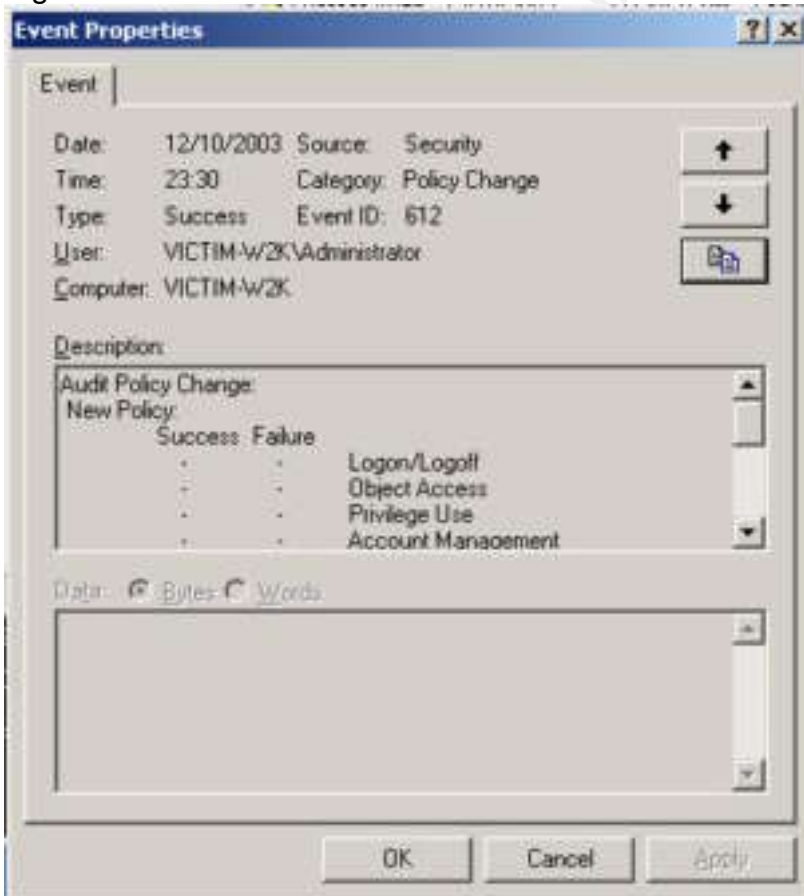 Event Properties
Event
Date: 12/10/2003 Source: Security
Time: 23:30 Category: Policy Change
Type: Success Event ID: 612
User: VICTIM-W2K\Administrator
Computer: VICTIM-W2K
Description:
Audit Policy Change:
New Policy:
Success Failure
- - Logon/Logoff
- - Object Access
- - Privilege Use
- - Account Management
Data: Bytes Words
OK Cancel Apply